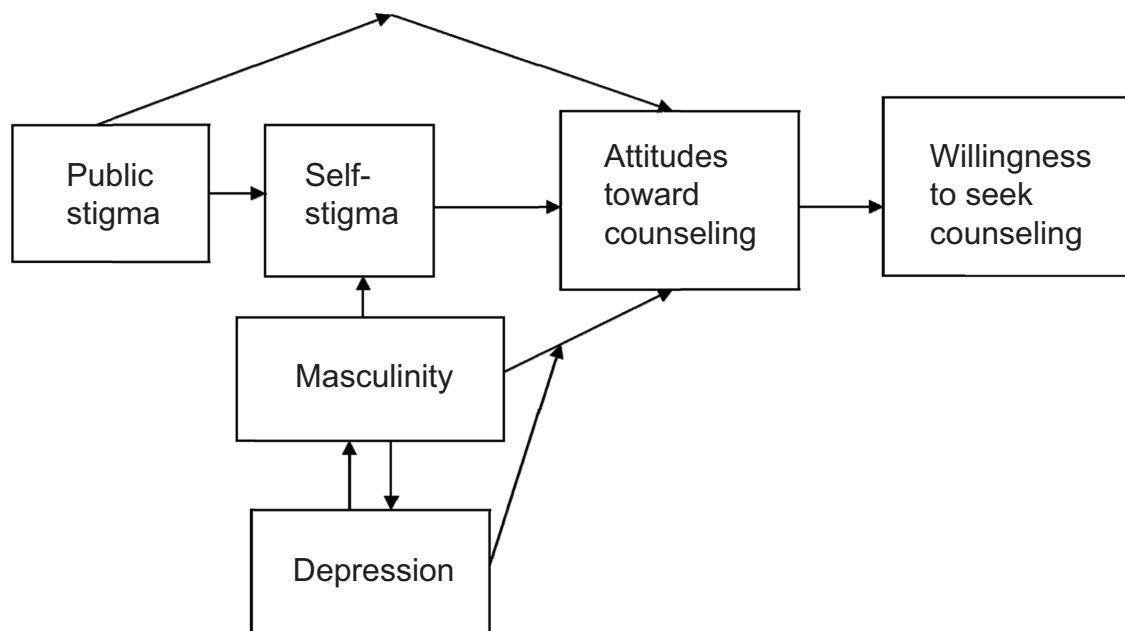 Public
stigma
Self-
stigma
Attitudes
toward
counseling
Willingness
to seek
counseling
Masculinity
Depression